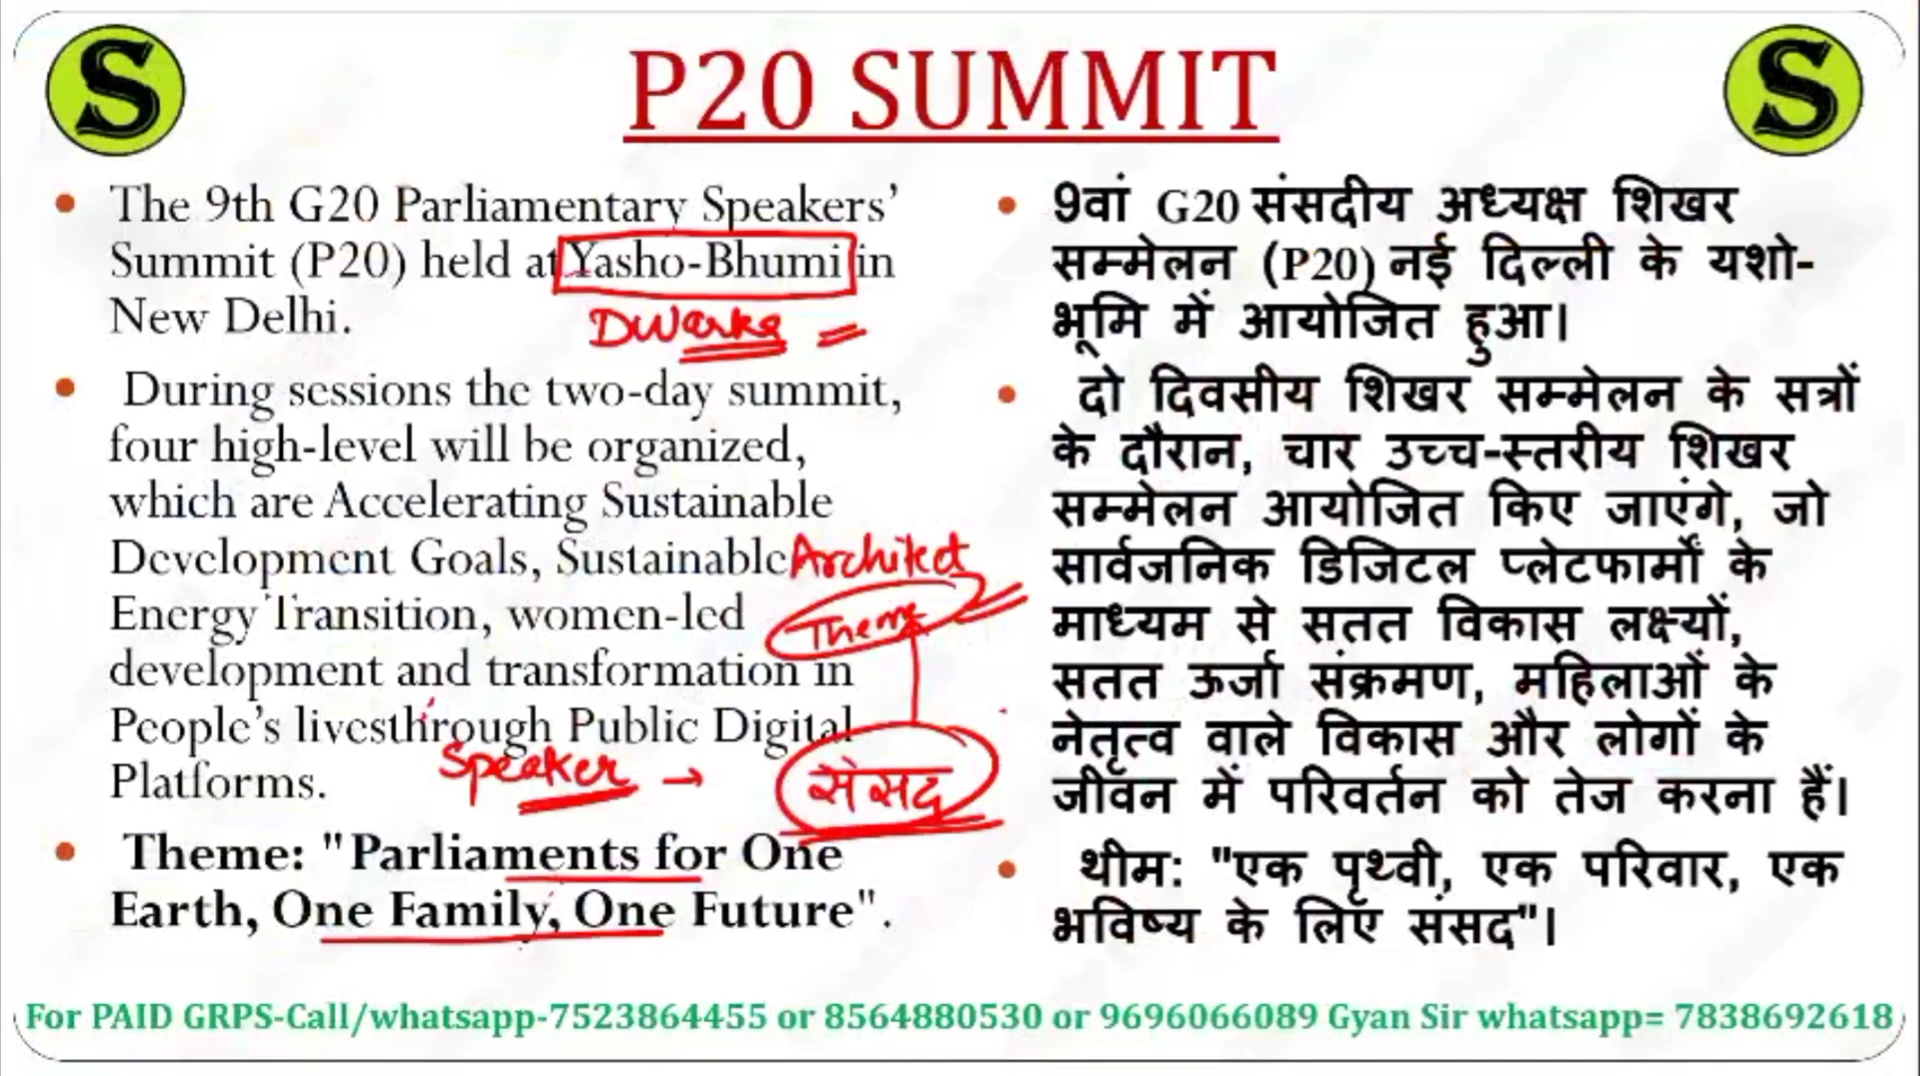 S
P20 SUMMIT
S
The 9th G20 Parliamentary Speakers'
Summit (P20) held at Yasho-Bhumi in
New Delhi.
Dwarka
During sessions the two-day summit,
four high-level will be organized,
which are Accelerating Sustainable
Development Goals, Sustainable
Architect
Energy Transition, women-led
Theme
development and transformation in
People's livesthrough Public Digital
Platforms.
Speaker →
संसद
Theme: "Parliaments for One
Earth, One Family, One Future".
9वां G20 संसदीय अध्यक्ष शिखर
सम्मेलन (P20) नई दिल्ली के यशो-
भूमि में आयोजित हुआ।
दो दिवसीय शिखर सम्मेलन के सत्रों
के दौरान, चार उच्च-स्तरीय शिखर
सम्मेलन आयोजित किए जाएंगे, जो
सार्वजनिक डिजिटल प्लेटफार्मों के
माध्यम से सतत विकास लक्ष्यों,
सतत ऊर्जा संक्रमण, महिलाओं के
नेतृत्व वाले विकास और लोगों के
जीवन में परिवर्तन को तेज करना हैं।
थीम: "एक पृथ्वी, एक परिवार, एक
भविष्य के लिए संसद"।
For PAID GRPS-Call/whatsapp-7523864455 or 8564880530 or 9696066089 Gyan Sir whatsapp= 7838692618